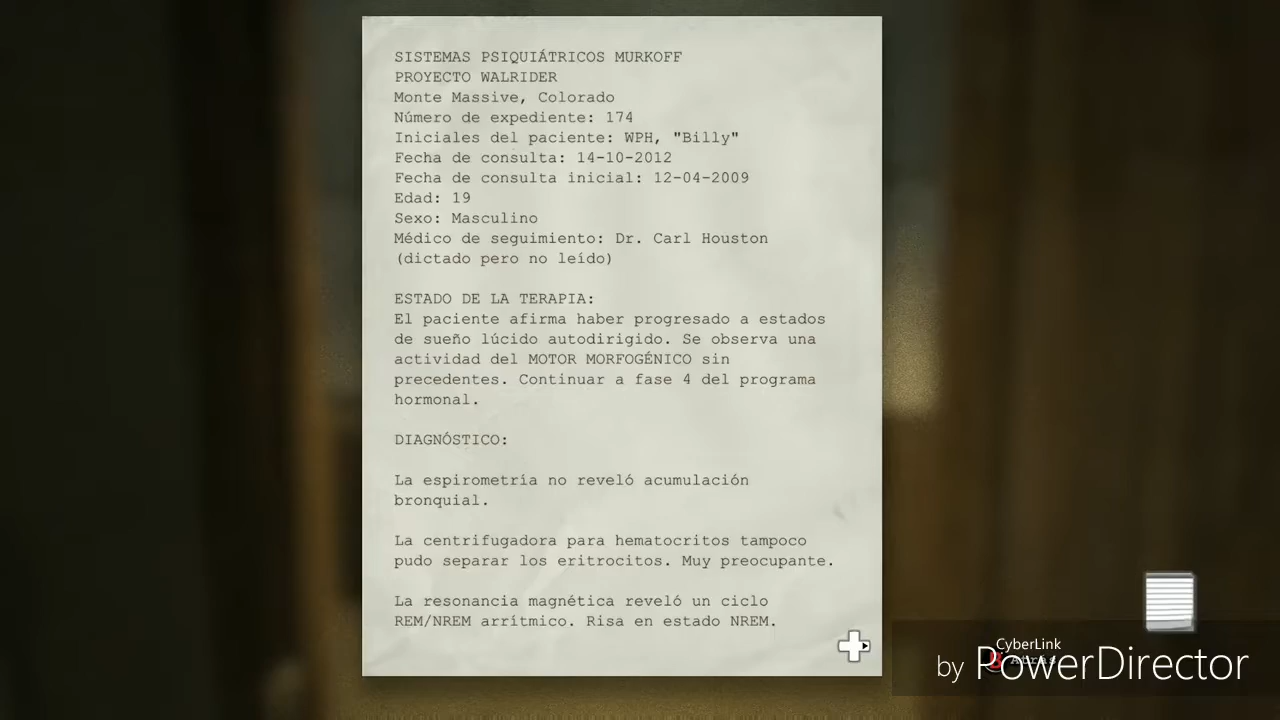 SISTEMAS PSIQUIÁTRICOS MURKOFF
PROYECTO WALRIDER
Monte Massive, Colorado
Número de expediente: 174
Iniciales del paciente: WPH, "Billy"
Fecha de consulta: 14-10-2012
Fecha de consulta inicial: 12-04-2009
Edad: 19
Sexo: Masculino
Médico de seguimiento: Dr. Carl Houston
(dictado pero no leído)
ESTADO DE LA TERAPIA:
El paciente afirma haber progresado a estados
de sueño lúcido autodirigido. Se observa una
actividad del MOTOR MORFOGÉNICO sin
precedentes. Continuar a fase 4 del programa
hormonal.
DIAGNÓSTICO:
La espirometría no reveló acumulación
bronquial.
La centrifugadora para hematocritos tampoco
pudo separar los eritrocitos. Muy preocupante.
La resonancia magnética reveló un ciclo
REM/NREM arrítmico. Risa en estado NREM.
CyberLink
by PowerDirector